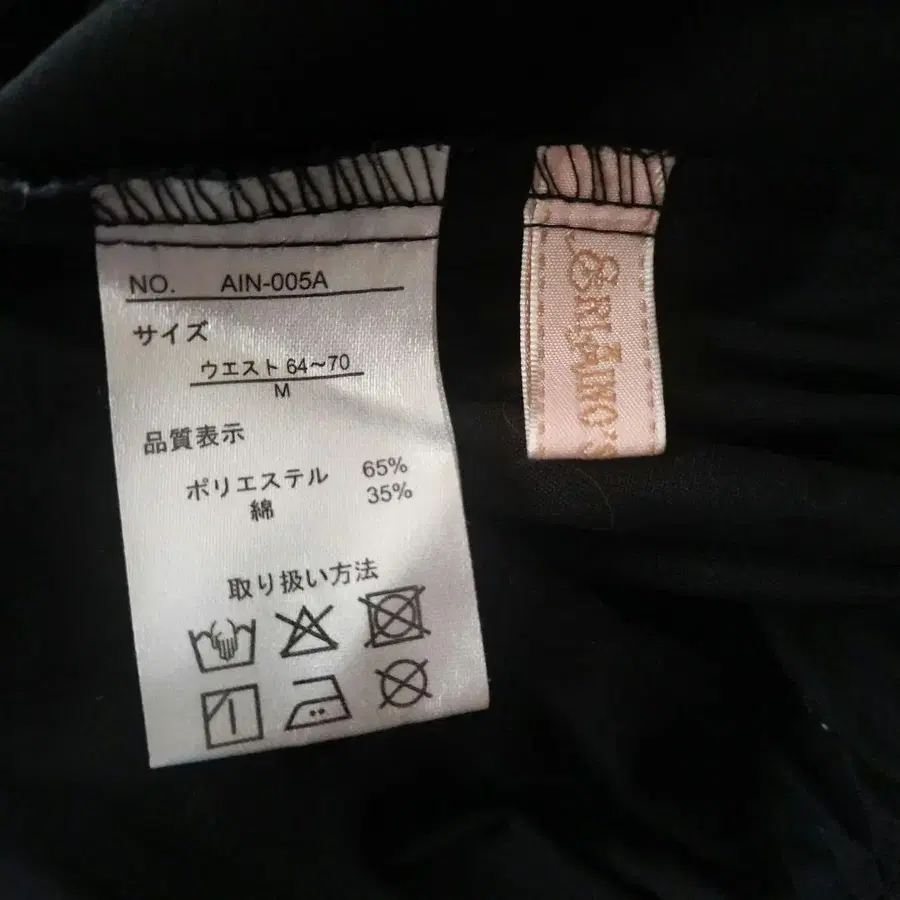 NO. AIN-005A
サイズ
ウエスト 64～70
M
品質表示
ポリエステル 65%
綿 35%
取り扱い方法